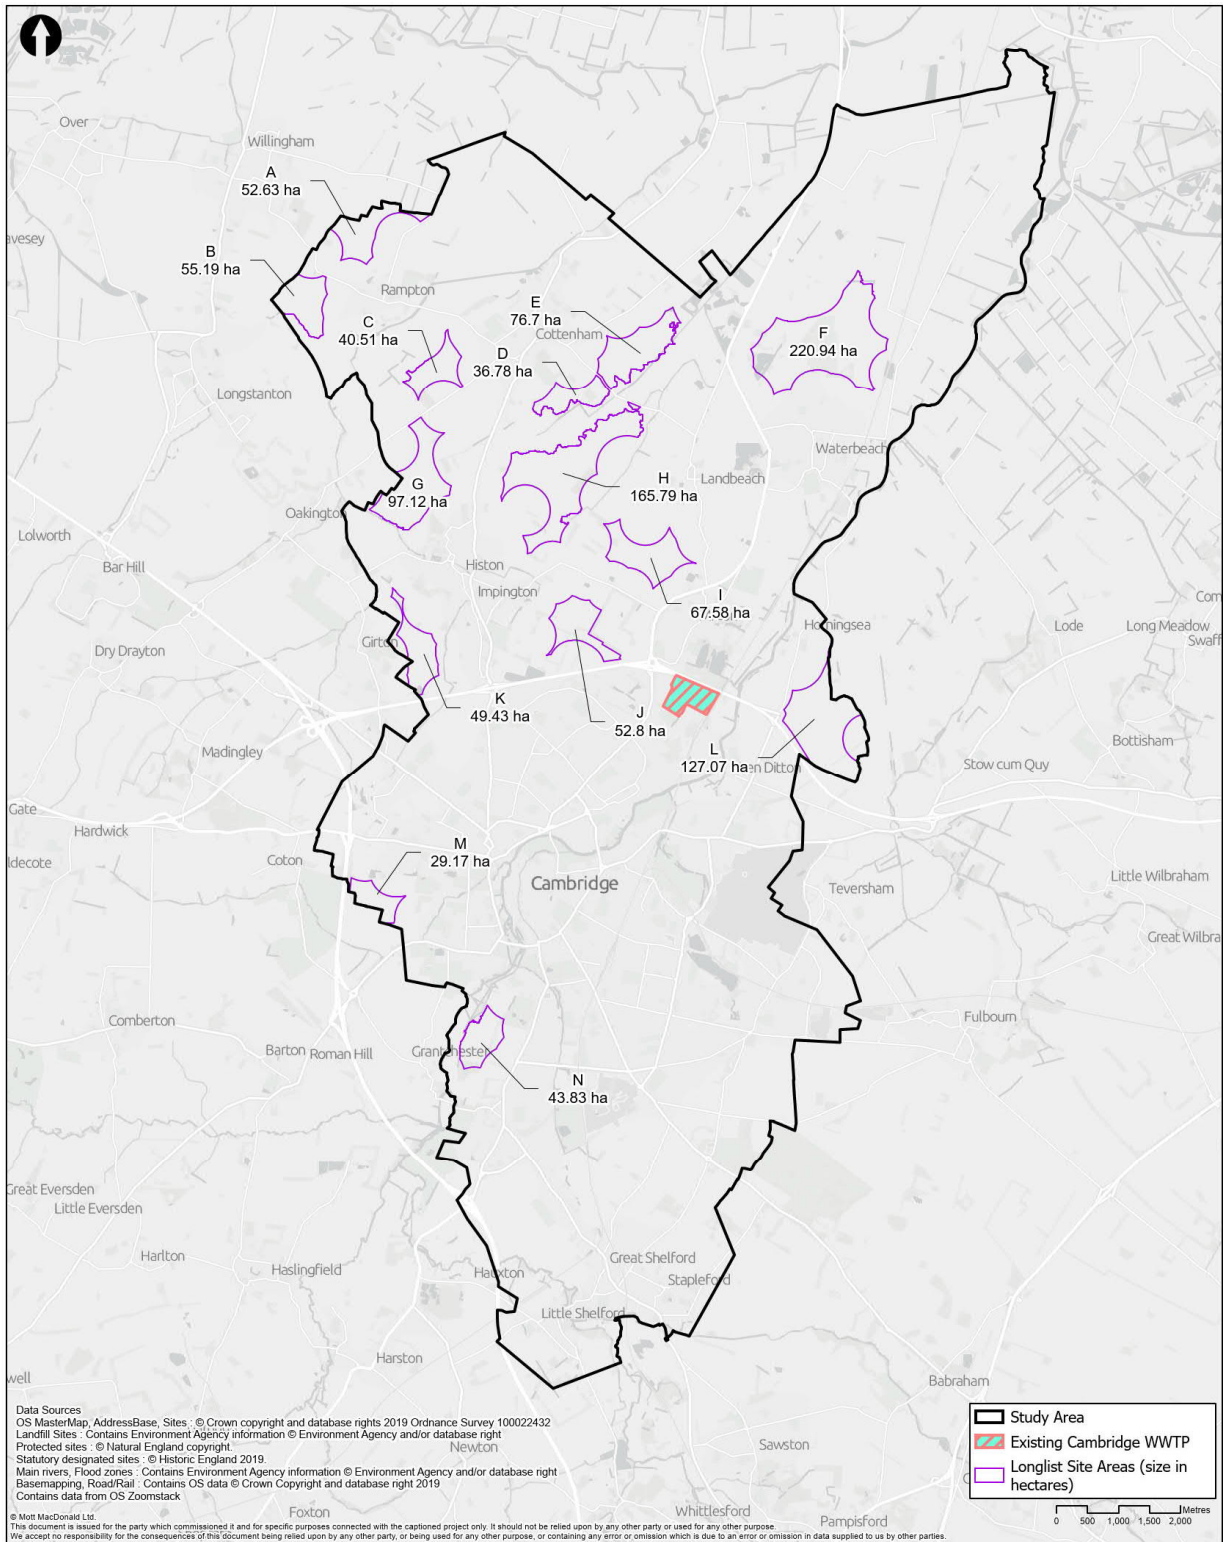 Over
Willingham
A
52.63 ha
avesey
B
55.19 ha
Rampton
E
76.7 ha
Cottenham
C
40.51 ha
D
36.78 ha
F
220.94 ha
Longstanton
Waterbeach
G
97.12 ha
H
165.79 ha
Landbeach
Oakington
Lolworth
Bar Hill
Histon
Impington
I
67.58 ha
Com
Horningsea
Lode
Long Meadow
Swaff
Girton
Dry Drayton
K
49.43 ha
J
52.8 ha
L
127.07 ha
en Ditton
Madingley
Bottisham
Stow cum Quy
Gate
Hardwick
M
29.17 ha
Coton
ldecote
Cambridge
Teversham
Little Wilbraham
Great Wilbra
Comberton
Fulbourn
Barton
Roman Hill
Grantchester
N
43.83 ha
Great Eversden
Little Eversden
Harlton
Haslingfield
Great Shelford
Hauxton
Stapleford
Little Shelford
Harston
well
Babraham
Data Sources
OS MasterMap, AddressBase, Sites : © Crown copyright and database rights 2019 Ordnance Survey 100022432
Landfill Sites : Contains Environment Agency information © Environment Agency and/or database right
Protected sites : © Natural England copyright.
Statutory designated sites : © Historic England 2019.
Main rivers, Flood zones : Contains Environment Agency information © Environment Agency and/or database right
Basemapping, Road/Rail : Contains OS data © Crown Copyright and database right 2019
Contains data from OS Zoomstack
Newton
Sawston
Study Area
Existing Cambridge WWTP
Longlist Site Areas (size in
hectares)
Foxton
Whittlesford
Pampisford
Metres
0 500 1,000 1,500 2,000
© Mott MacDonald Ltd.
This document is issued for the party which commissioned it and for specific purposes connected with the captioned project only. It should not be relied upon by any other party or used for any other purpose.
We accept no responsibility for the consequences of this document being relied upon by any other party, or being used for any other purpose, or containing any error or omission which is due to an error or omission in data supplied to us by other parties.